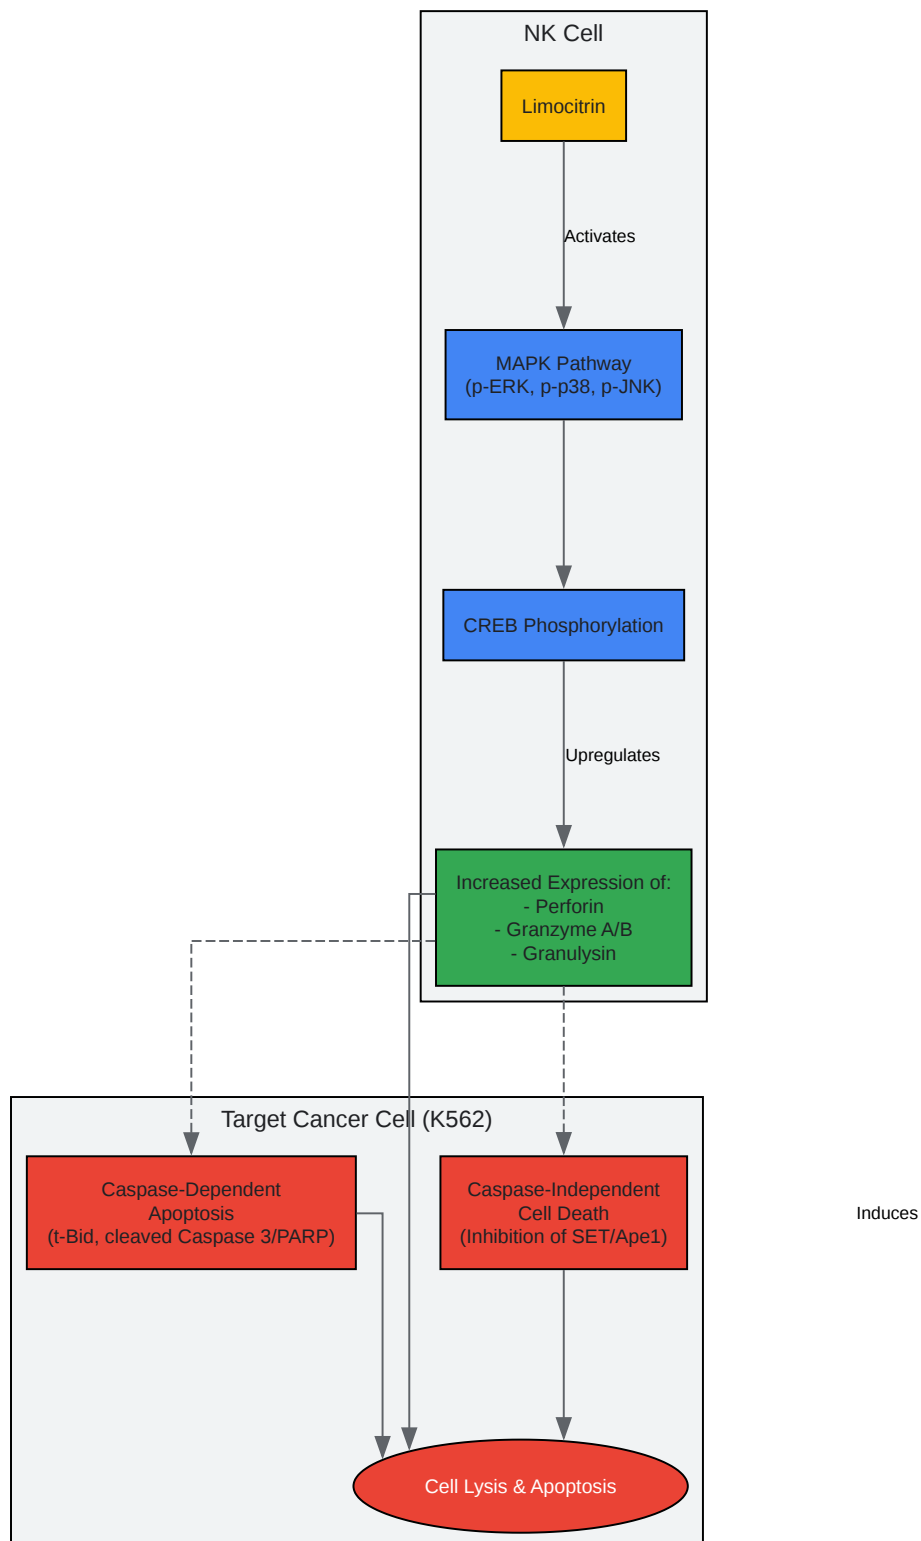 NK Cell
Limocitrin
Activates
MAPK Pathway
(p-ERK, p-p38, p-JNK)
CREB Phosphorylation
Upregulates
Increased Expression of:
- Perforin
- Granzyme A/B
- Granulysin
Target Cancer Cell (K562)
Caspase-Dependent
Apoptosis
(t-Bid, cleaved Caspase 3/PARP)
Caspase-Independent
Cell Death
(Inhibition of SET/Ape1)
Induces
Cell Lysis & Apoptosis